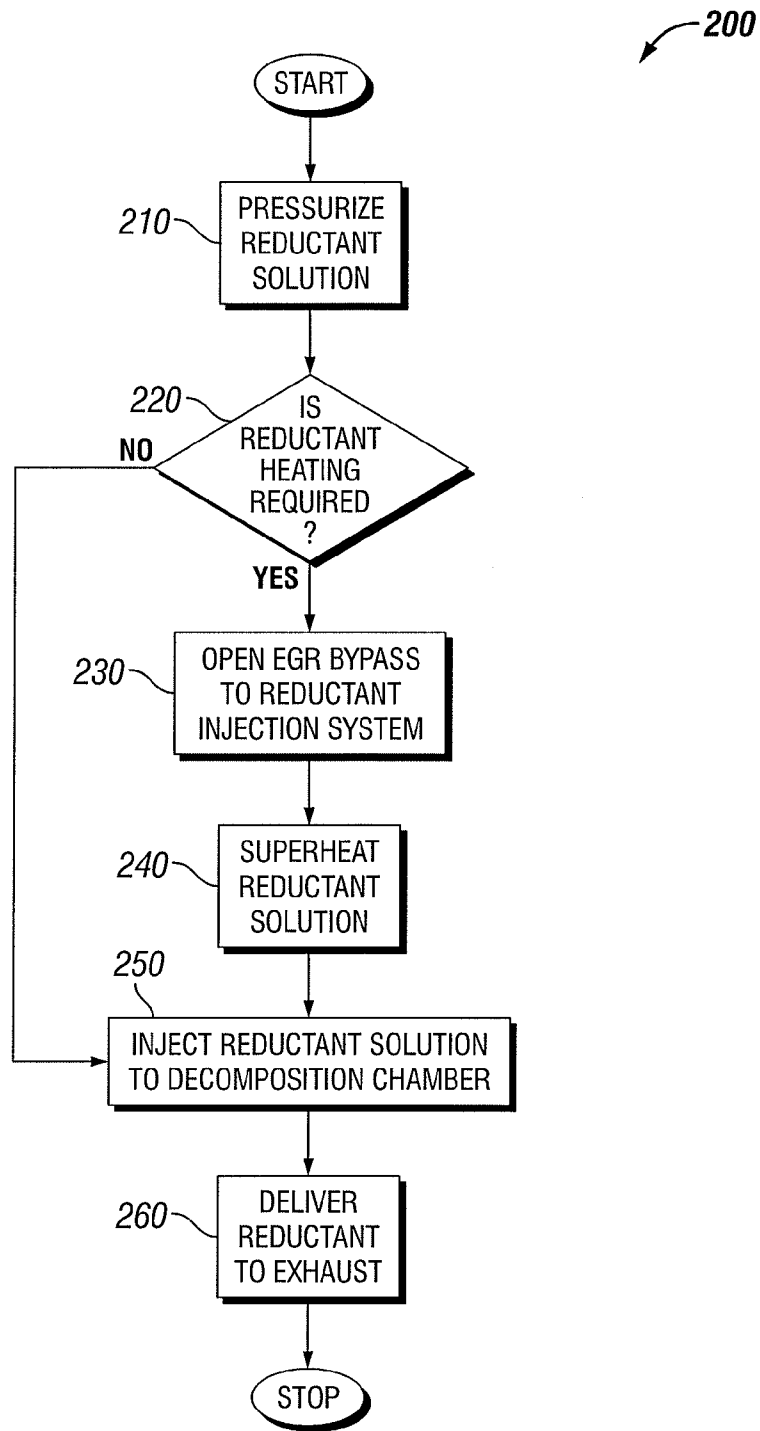 200
START
210
PRESSURIZE
REDUCTANT
SOLUTION
220
IS
REDUCTANT
HEATING
REQUIRED
?
NO
YES
230
OPEN EGR BYPASS
TO REDUCTANT
INJECTION SYSTEM
240
SUPERHEAT
REDUCTANT
SOLUTION
250
INJECT REDUCTANT SOLUTION
TO DECOMPOSITION CHAMBER
260
DELIVER
REDUCTANT
TO EXHAUST
STOP